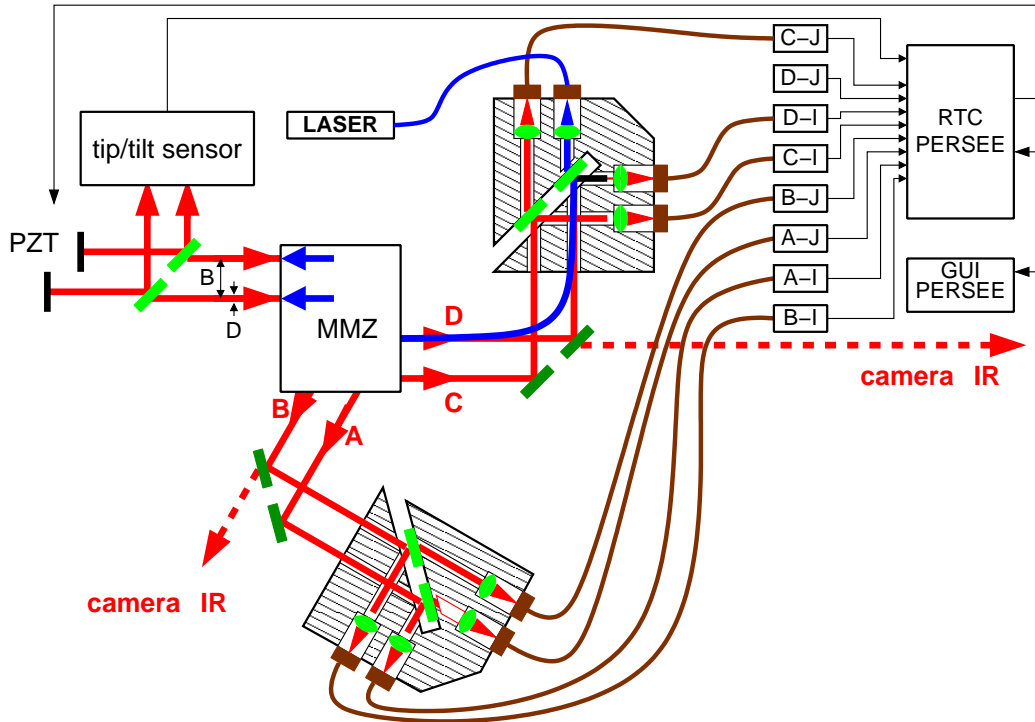 C–J
D–J
LASER
RTC
PERSEE
D–I
tip/tilt sensor
C–I
B–J
PZT
A–J
B
GUI
PERSEE
A–I
D
MMZ
D
B–I
camera IR
C
B
A
camera IR